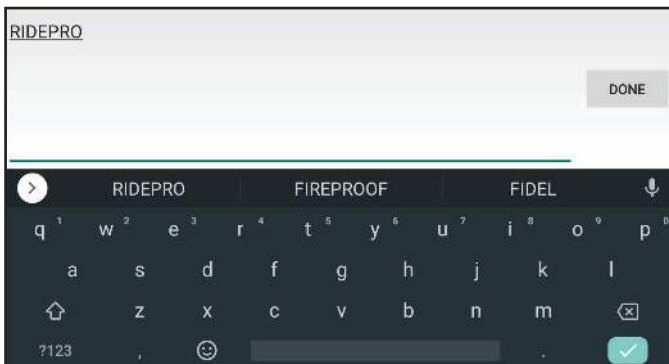 RIDEPRO
DONE
RIDEPRO FIREPROOF FIDEL
q 1 w 2 e 3 r 4 t 5 y 6 u 7 i 8 o 9 p 0
a s d f g h j k l
z x c v b n m
?123 , .